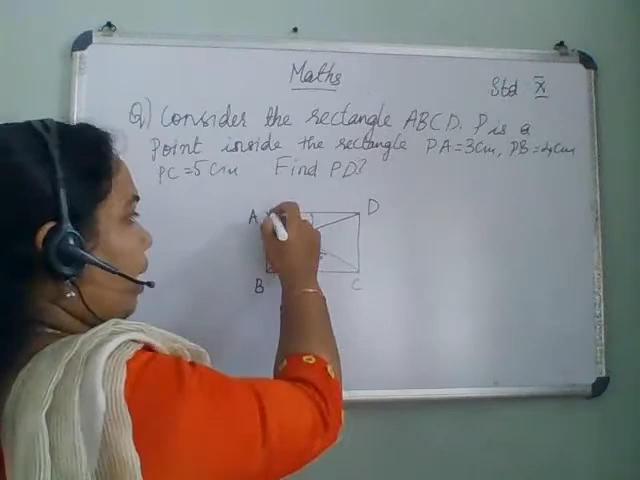 Maths
Std X
Q) Consider the rectangle ABCD. P is a
point inside the rectangle PA=3cm, PB=4cm
PC=5cm Find PD?
A D
B C